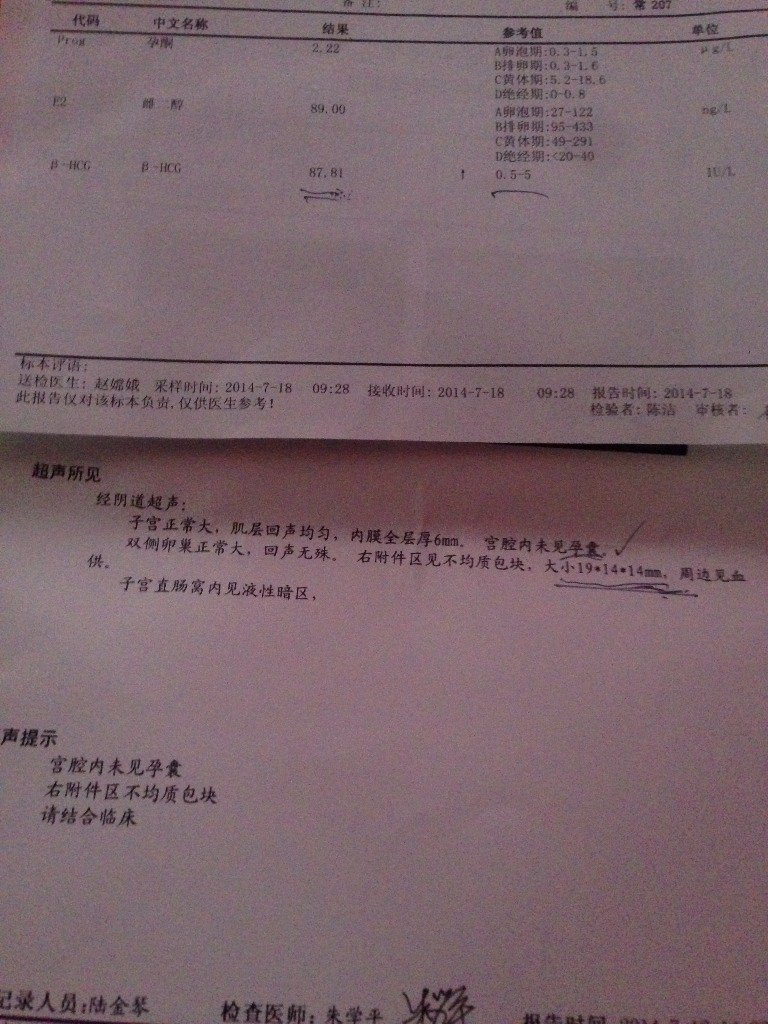 备注: 编 号: 常 207
代码 中文名称 结果 参考值 单位
Prog 孕酮 2.22 A卵泡期:0.3-1.5 μg/L
B排卵期:0.3-1.6
C黄体期:5.2-18.6
D绝经期:0-0.8
E2 雌二醇 89.00 A卵泡期:27-122 ng/L
B排卵期:95-433
C黄体期:49-291
D绝经期:<20-40
β-HCG β-HCG 87.81 ↑ 0.5-5 IU/L
标本评语:
送检医生: 赵嫦娥 采样时间: 2014-7-18 09:28 接收时间: 2014-7-18 09:28 报告时间: 2014-7-18
此报告仅对该标本负责,仅供医生参考! 检验者: 陈洁 审核者:
超声所见
经阴道超声:
子宫正常大, 肌层回声均匀, 内膜全层厚6mm。 宫腔内未见孕囊。
双侧卵巢正常大, 回声无殊。 右附件区见不均质包块, 大小19*14*14mm, 周边见血
供。
子宫直肠窝内见液性暗区,
声提示
宫腔内未见孕囊
右附件区不均质包块
请结合临床
记录人员:陆金琴 检查医师: 朱学平 报告时间